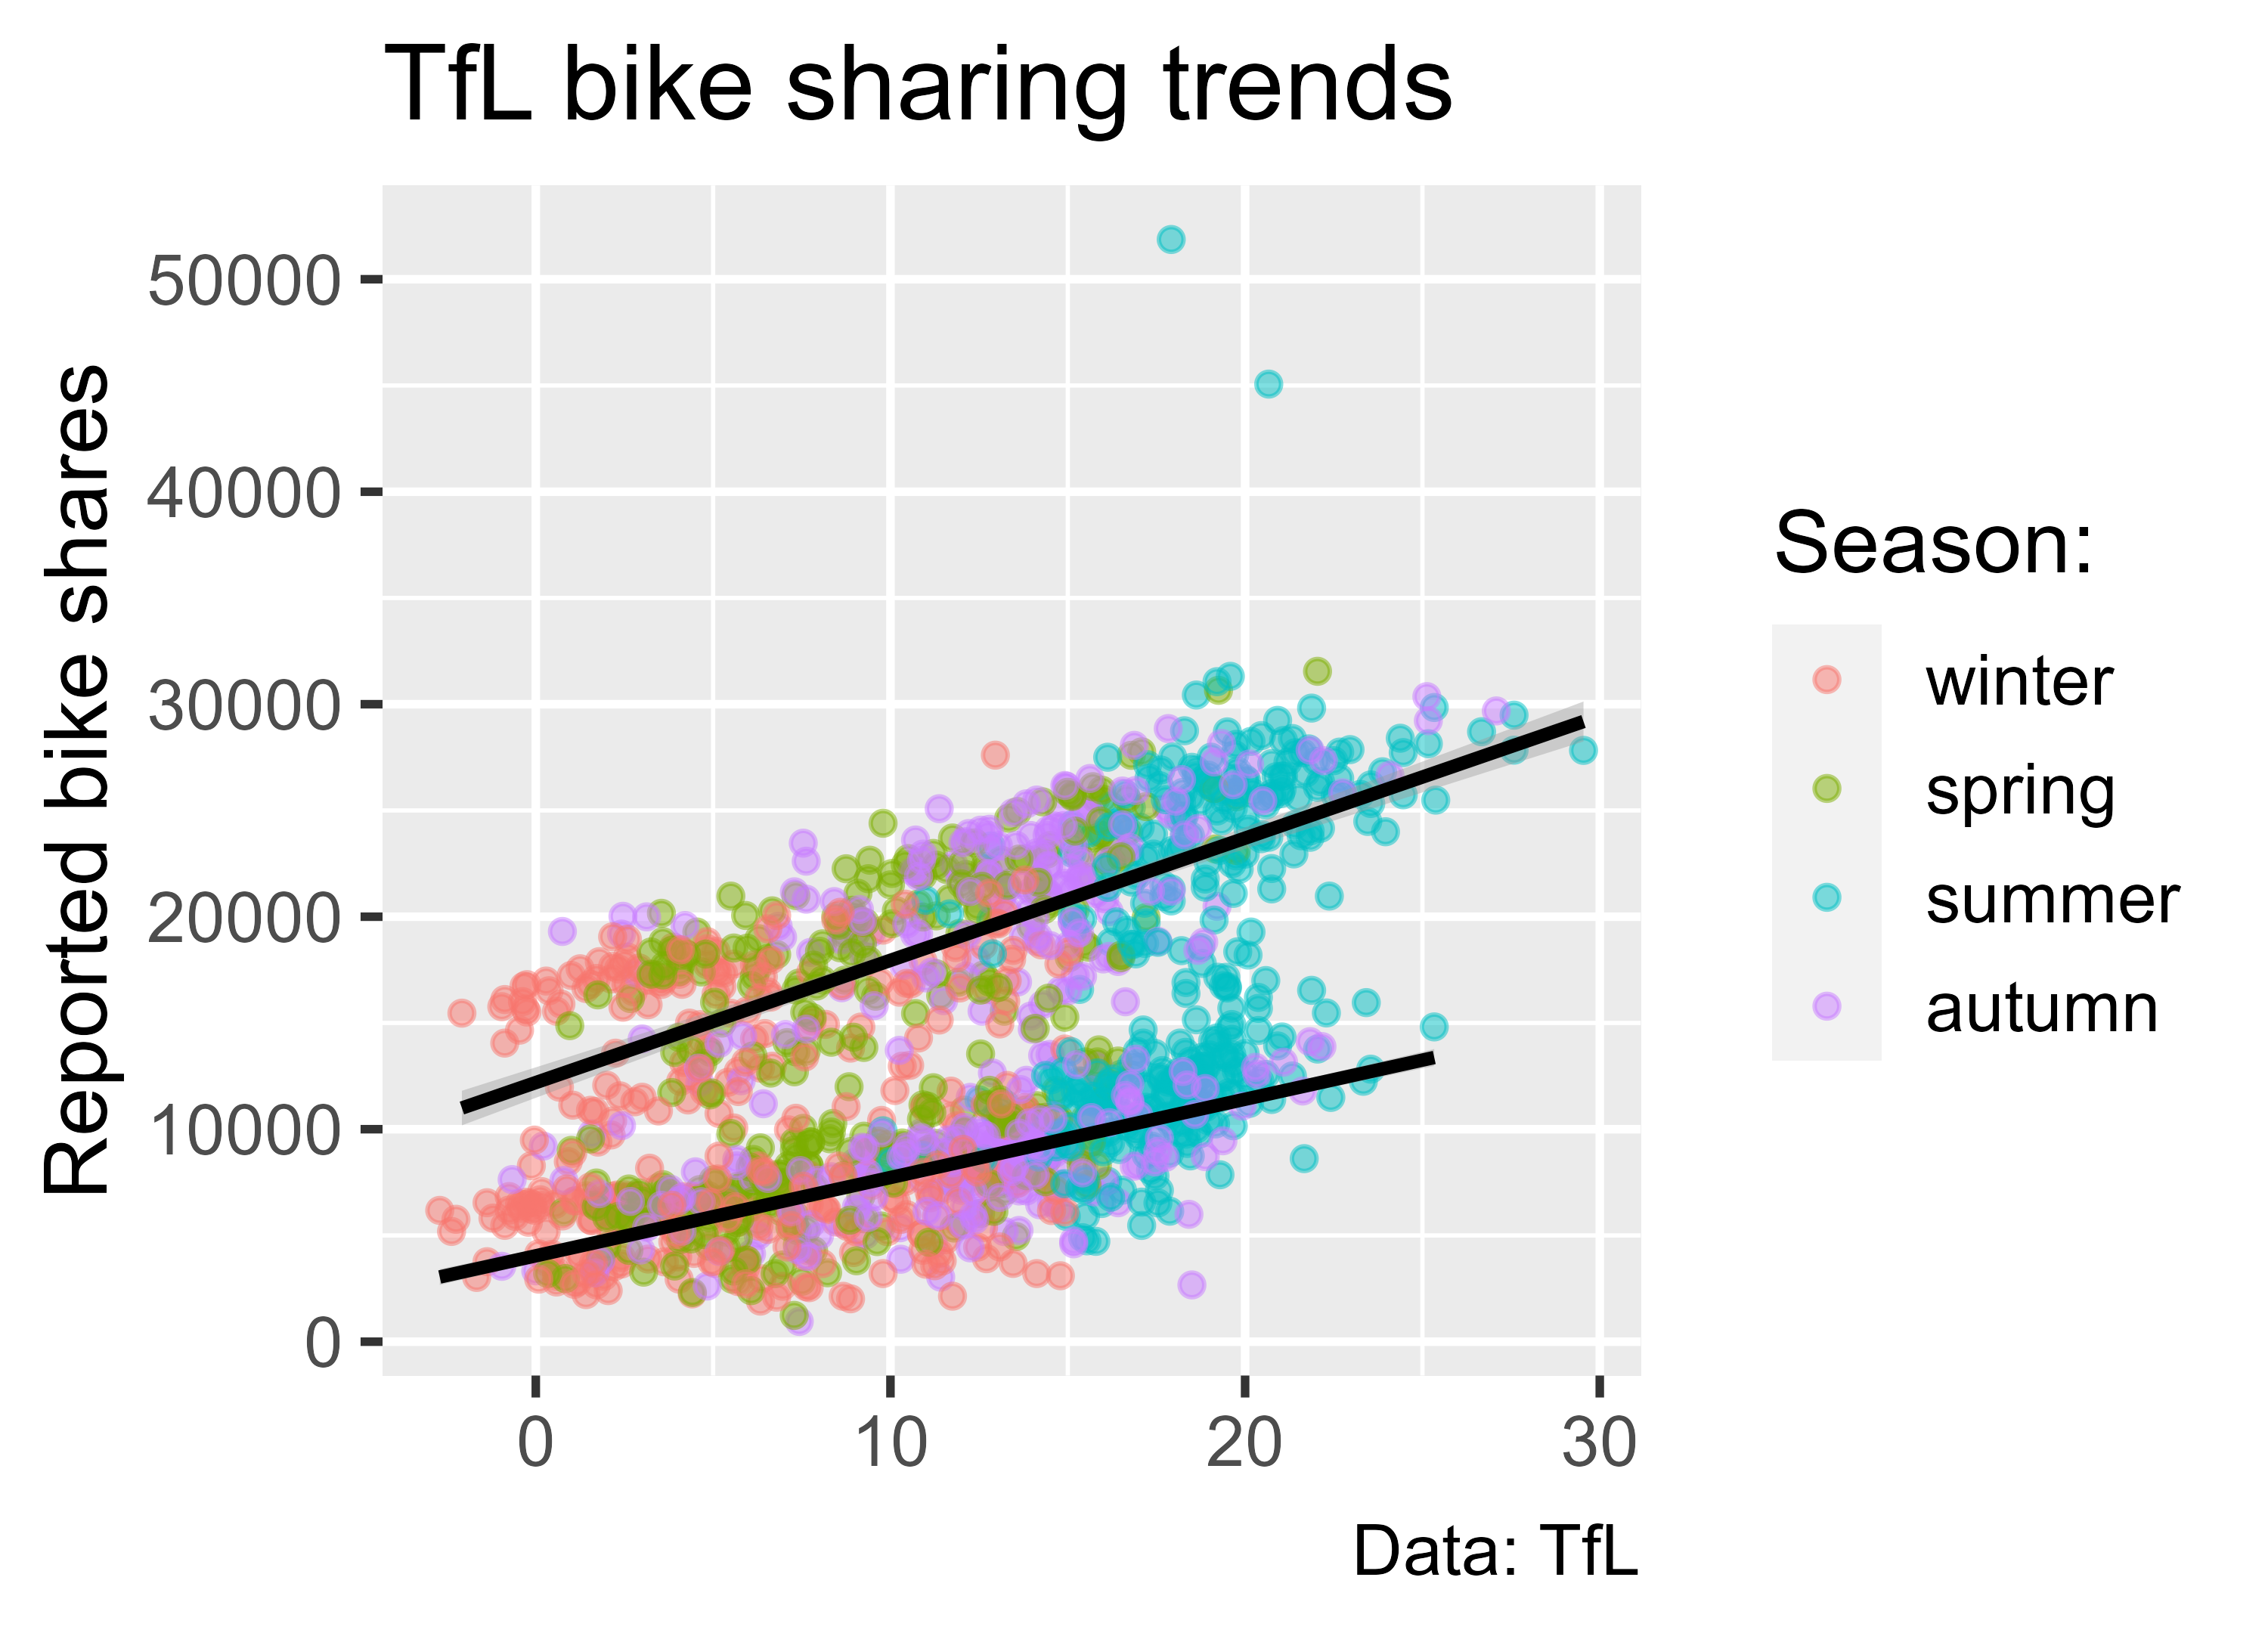 TfL bike sharing trends
Reported bike shares
50000
40000
30000
20000
10000
0
0 10 20 30
Season:
winter
spring
summer
autumn
Data: TfL